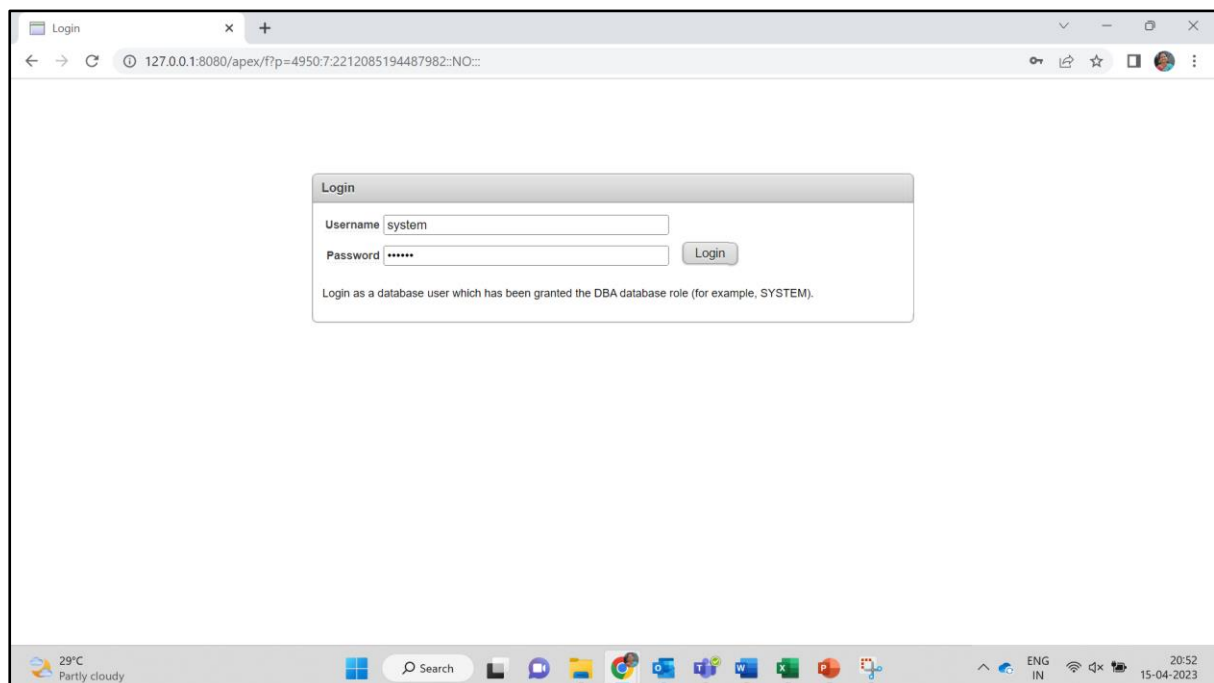 Login
127.0.0.1:8080/apex/f?p=4950:7:2212085194487982::NO:::
Login
Username system
Password ••••••
Login
Login as a database user which has been granted the DBA database role (for example, SYSTEM).
29°C
Partly cloudy
Search
ENG
IN
20:52
15-04-2023